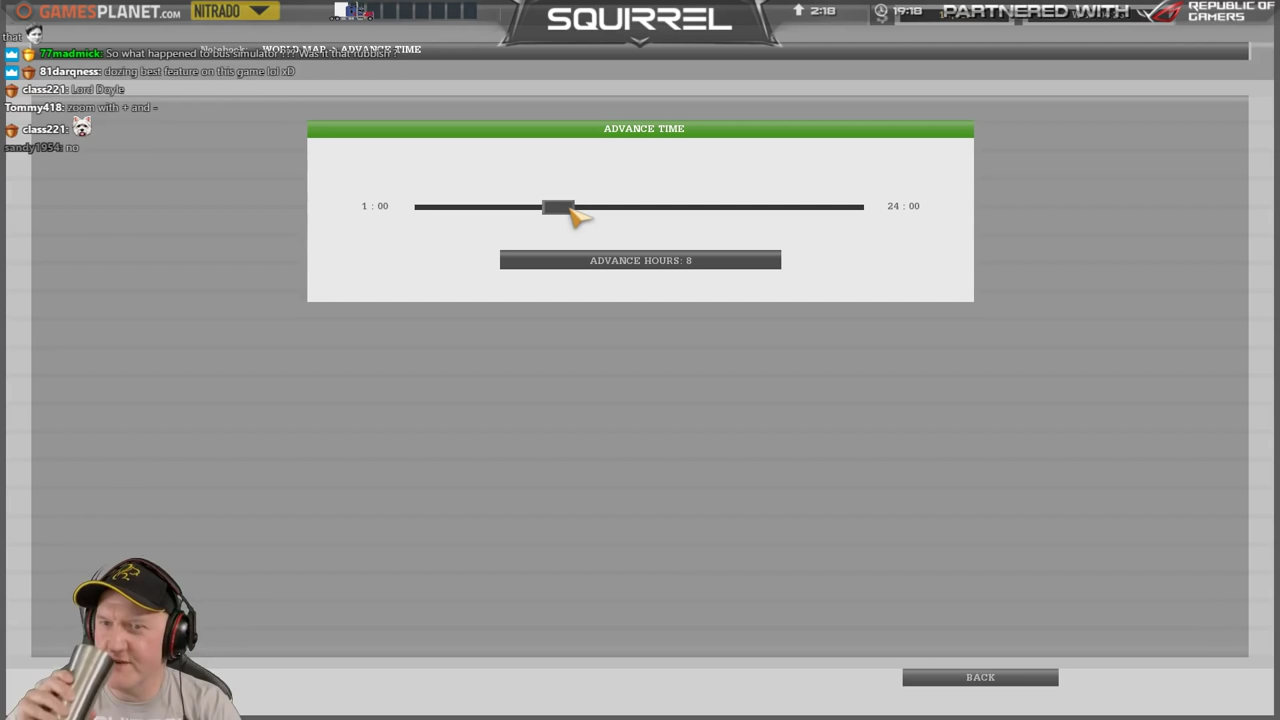 GAMESPLANET.COM NITRADO
SQUIRREL
2:18
19:18
PARTNERED WITH
REPUBLIC OF
GAMERS
that
Notebook: WORLD MAP > ADVANCE TIME
77madmick: So what happened to bus simulator ??? Was it that rubbish ?
81darqness: dozing best feature on this game lol xD
class221: Lord Doyle
Tommy418: zoom with + and -
class221:
sandy1954: no
ADVANCE TIME
1 : 00
24 : 00
ADVANCE HOURS: 8
BACK